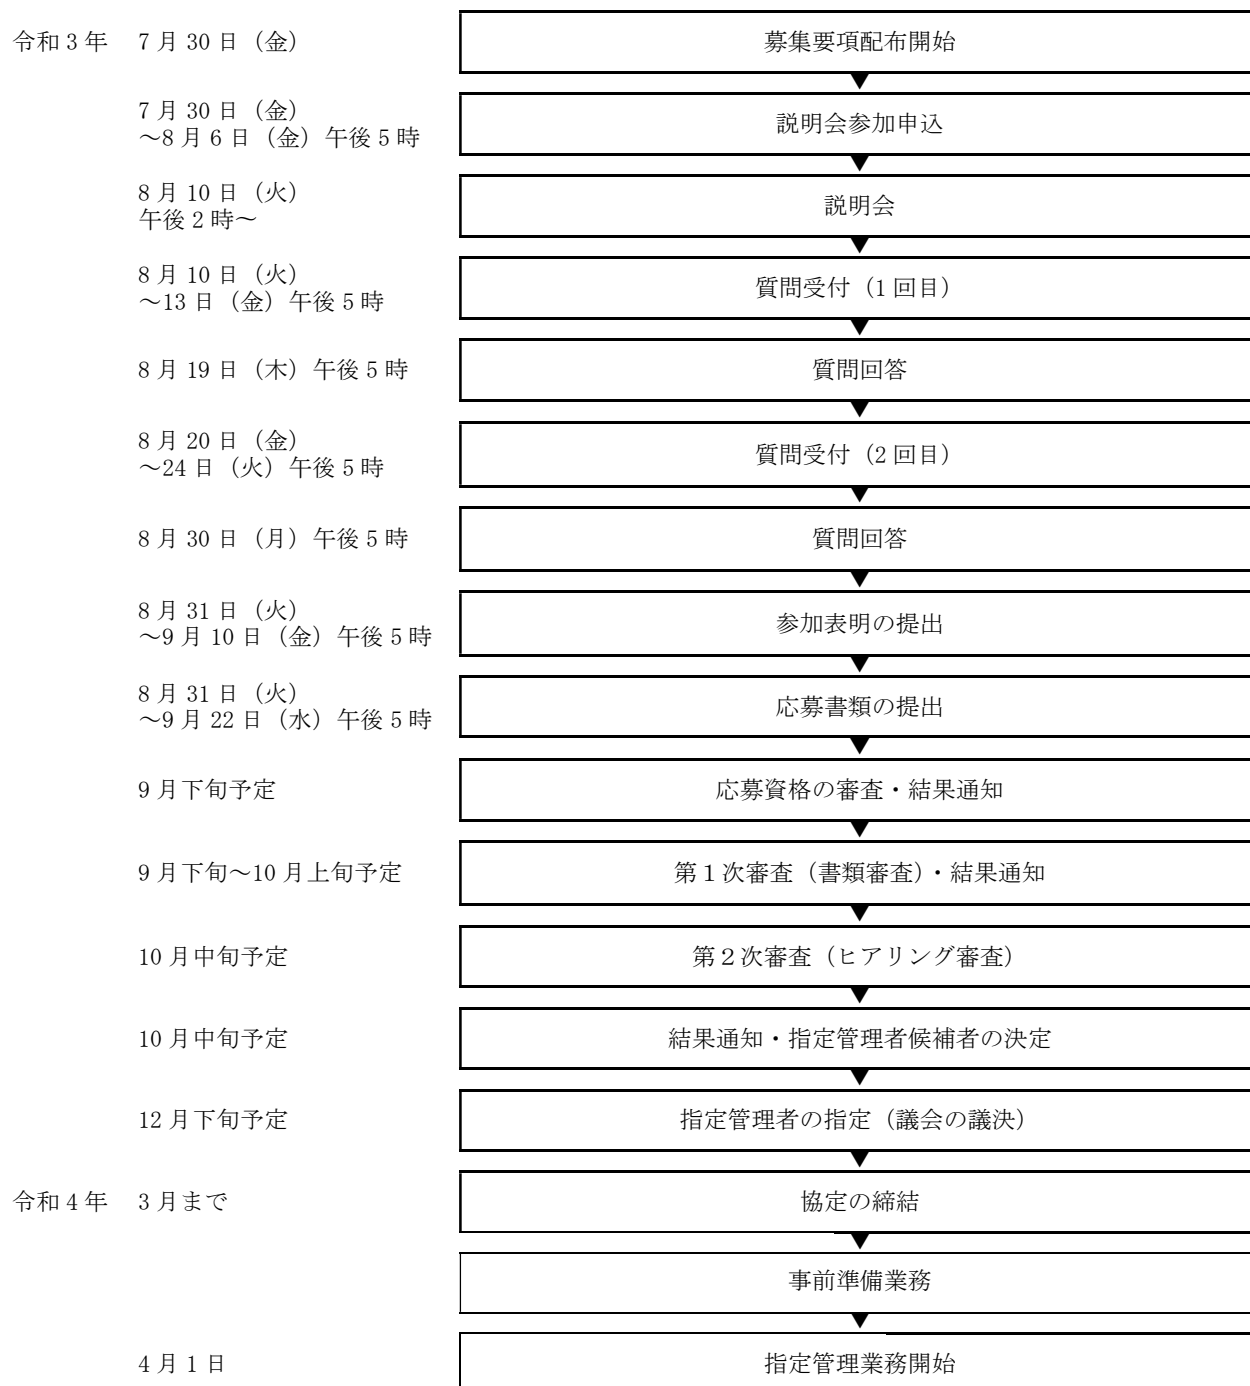 令和3年 7月30日（金） 募集要項配布開始
7月30日（金）
～8月6日（金）午後5時
説明会参加申込
8月10日（火）
午後2時～
説明会
8月10日（火）
～13日（金）午後5時
質問受付（1回目）
8月19日（木）午後5時 質問回答
8月20日（金）
～24日（火）午後5時
質問受付（2回目）
8月30日（月）午後5時 質問回答
8月31日（火）
～9月10日（金）午後5時
参加表明の提出
8月31日（火）
～9月22日（水）午後5時
応募書類の提出
9月下旬予定 応募資格の審査・結果通知
9月下旬～10月上旬予定 第１次審査（書類審査）・結果通知
10月中旬予定 第２次審査（ヒアリング審査）
10月中旬予定 結果通知・指定管理者候補者の決定
12月下旬予定 指定管理者の指定（議会の議決）
令和4年 3月まで 協定の締結
事前準備業務
4月1日 指定管理業務開始